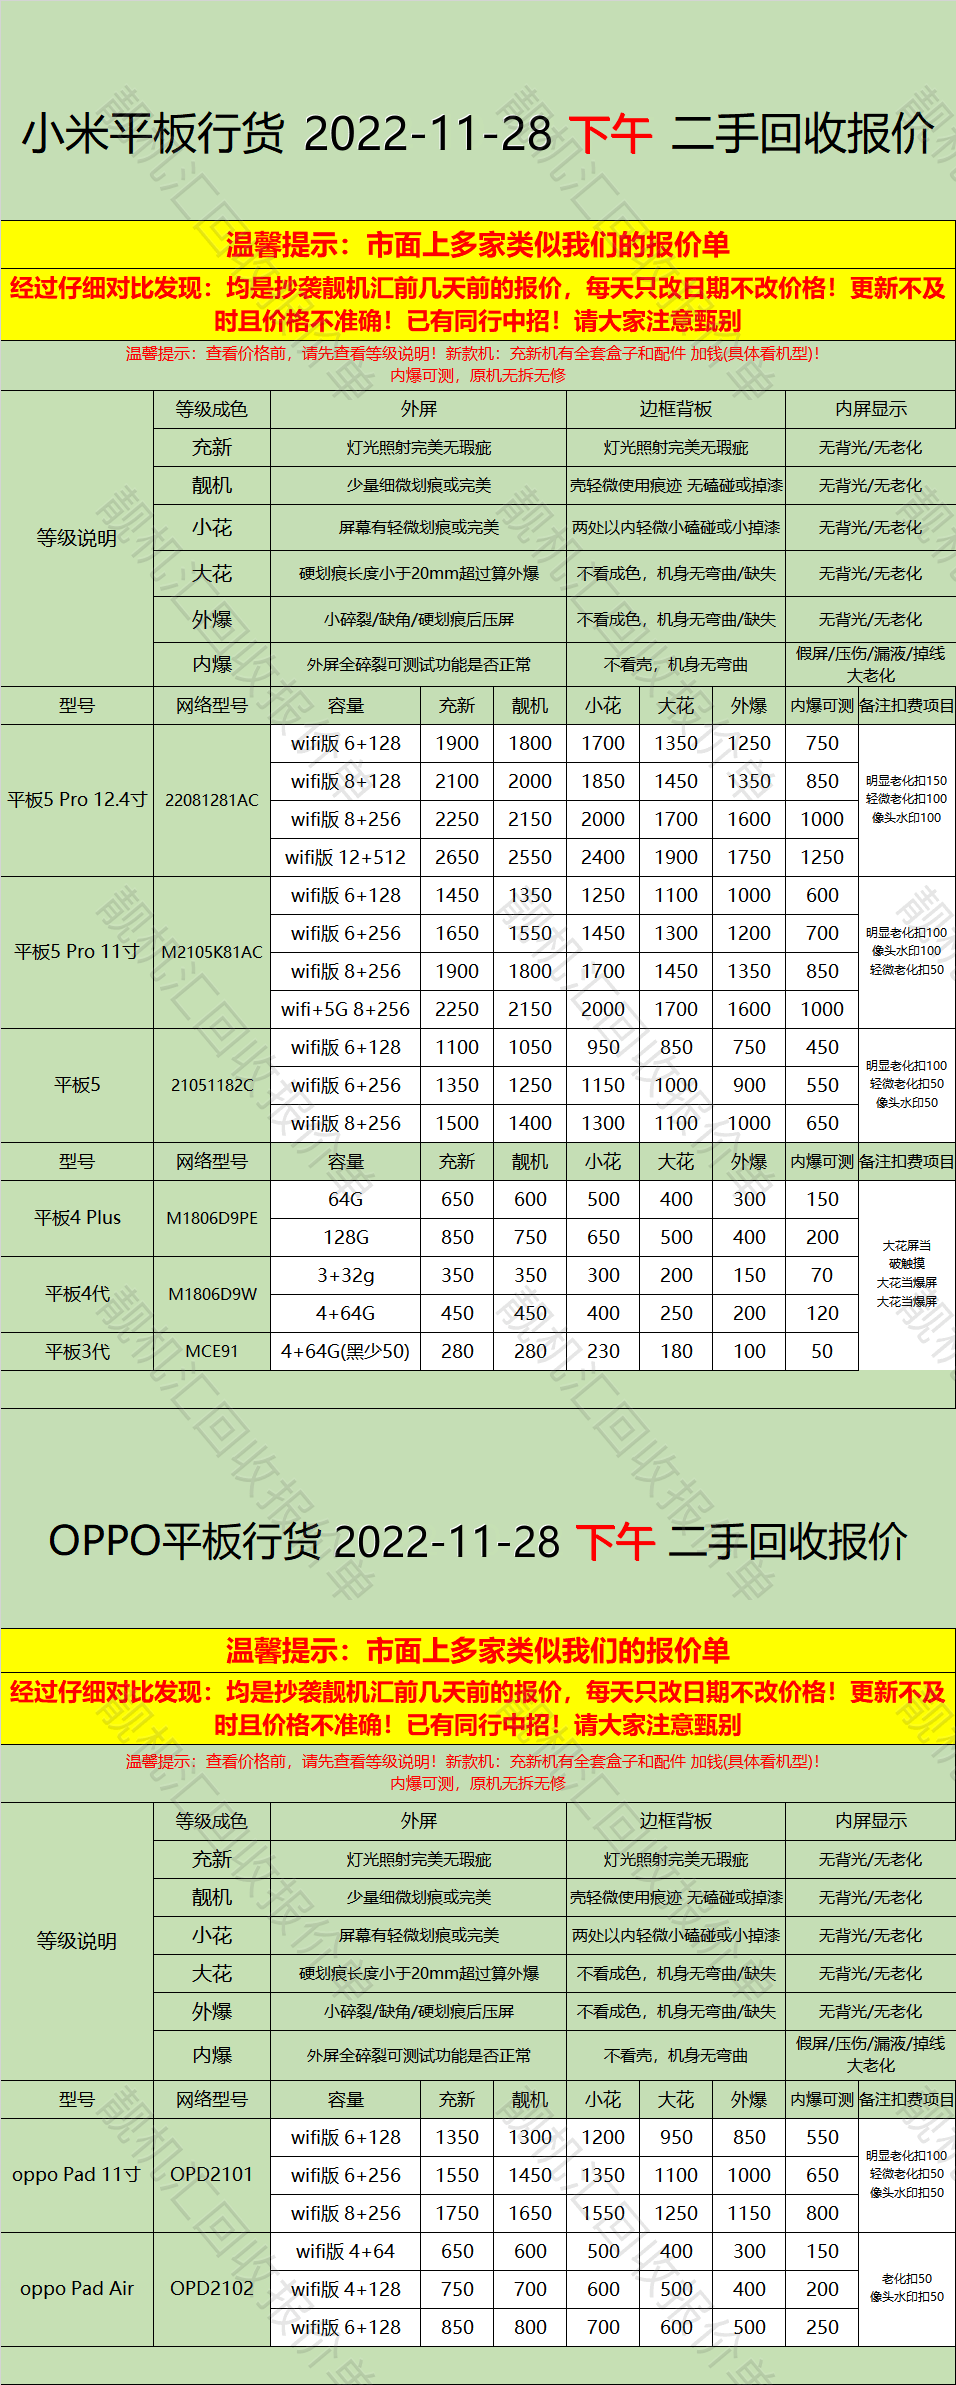 小米平板行货 2022-11-28 下午 二手回收报价
温馨提示：市面上多家类似我们的报价单
经过仔细对比发现：均是抄袭靓机汇前几天前的报价，每天只改日期不改价格！更新不及
时且价格不准确！已有同行中招！请大家注意甄别
温馨提示：查看价格前，请先查看等级说明！新款机：充新机有全套盒子和配件 加钱(具体看机型)！
内爆可测，原机无拆无修
等级说明
等级成色 外屏 边框背板 内屏显示
充新 灯光照射完美无瑕疵 灯光照射完美无瑕疵 无背光/无老化
靓机 少量细微划痕或完美 壳轻微使用痕迹 无磕碰或掉漆 无背光/无老化
小花 屏幕有轻微划痕或完美 两处以内轻微小磕碰或小掉漆 无背光/无老化
大花 硬划痕长度小于20mm超过算外爆 不看成色，机身无弯曲/缺失 无背光/无老化
外爆 小碎裂/缺角/硬划痕后压屏 不看成色，机身无弯曲/缺失 无背光/无老化
内爆 外屏全碎裂可测试功能是否正常 不看壳，机身无弯曲 假屏/压伤/漏液/掉线
大老化
型号 网络型号 容量 充新 靓机 小花 大花 外爆 内爆可测 备注扣费项目
平板5 Pro 12.4寸 22081281AC
wifi版 6+128 1900 1800 1700 1350 1250 750
wifi版 8+128 2100 2000 1850 1450 1350 850
wifi版 8+256 2250 2150 2000 1700 1600 1000
wifi版 12+512 2650 2550 2400 1900 1750 1250
明显老化扣150
轻微老化扣100
像头水印100
平板5 Pro 11寸 M2105K81AC
wifi版 6+128 1450 1350 1250 1100 1000 600
wifi版 6+256 1650 1550 1450 1300 1200 700
wifi版 8+256 1900 1800 1700 1450 1350 850
wifi+5G 8+256 2250 2150 2000 1700 1600 1000
明显老化扣100
像头水印100
轻微老化扣50
平板5 21051182C
wifi版 6+128 1100 1050 950 850 750 450
wifi版 6+256 1350 1250 1150 1000 900 550
wifi版 8+256 1500 1400 1300 1100 1000 650
明显老化扣100
轻微老化扣50
像头水印50
型号 网络型号 容量 充新 靓机 小花 大花 外爆 内爆可测 备注扣费项目
平板4 Plus M1806D9PE
64G 650 600 500 400 300 150
128G 850 750 650 500 400 200
平板4代 M1806D9W
3+32g 350 350 300 200 150 70
4+64G 450 450 400 250 200 120
平板3代 MCE91 4+64G(黑少50) 280 280 230 180 100 50
大花屏当
破触摸
大花当爆屏
大花当爆屏
OPPO平板行货 2022-11-28 下午 二手回收报价
温馨提示：市面上多家类似我们的报价单
经过仔细对比发现：均是抄袭靓机汇前几天前的报价，每天只改日期不改价格！更新不及
时且价格不准确！已有同行中招！请大家注意甄别
温馨提示：查看价格前，请先查看等级说明！新款机：充新机有全套盒子和配件 加钱(具体看机型)！
内爆可测，原机无拆无修
等级说明
等级成色 外屏 边框背板 内屏显示
充新 灯光照射完美无瑕疵 灯光照射完美无瑕疵 无背光/无老化
靓机 少量细微划痕或完美 壳轻微使用痕迹 无磕碰或掉漆 无背光/无老化
小花 屏幕有轻微划痕或完美 两处以内轻微小磕碰或小掉漆 无背光/无老化
大花 硬划痕长度小于20mm超过算外爆 不看成色，机身无弯曲/缺失 无背光/无老化
外爆 小碎裂/缺角/硬划痕后压屏 不看成色，机身无弯曲/缺失 无背光/无老化
内爆 外屏全碎裂可测试功能是否正常 不看壳，机身无弯曲 假屏/压伤/漏液/掉线
大老化
型号 网络型号 容量 充新 靓机 小花 大花 外爆 内爆可测 备注扣费项目
oppo Pad 11寸 OPD2101
wifi版 6+128 1350 1300 1200 950 850 550
wifi版 6+256 1550 1450 1350 1100 1000 650
wifi版 8+256 1750 1650 1550 1250 1150 800
明显老化扣100
轻微老化扣50
像头水印扣50
oppo Pad Air OPD2102
wifi版 4+64 650 600 500 400 300 150
wifi版 4+128 750 700 600 500 400 200
wifi版 6+128 850 800 700 600 500 250
老化扣50
像头水印扣50
靓机汇回收报价单